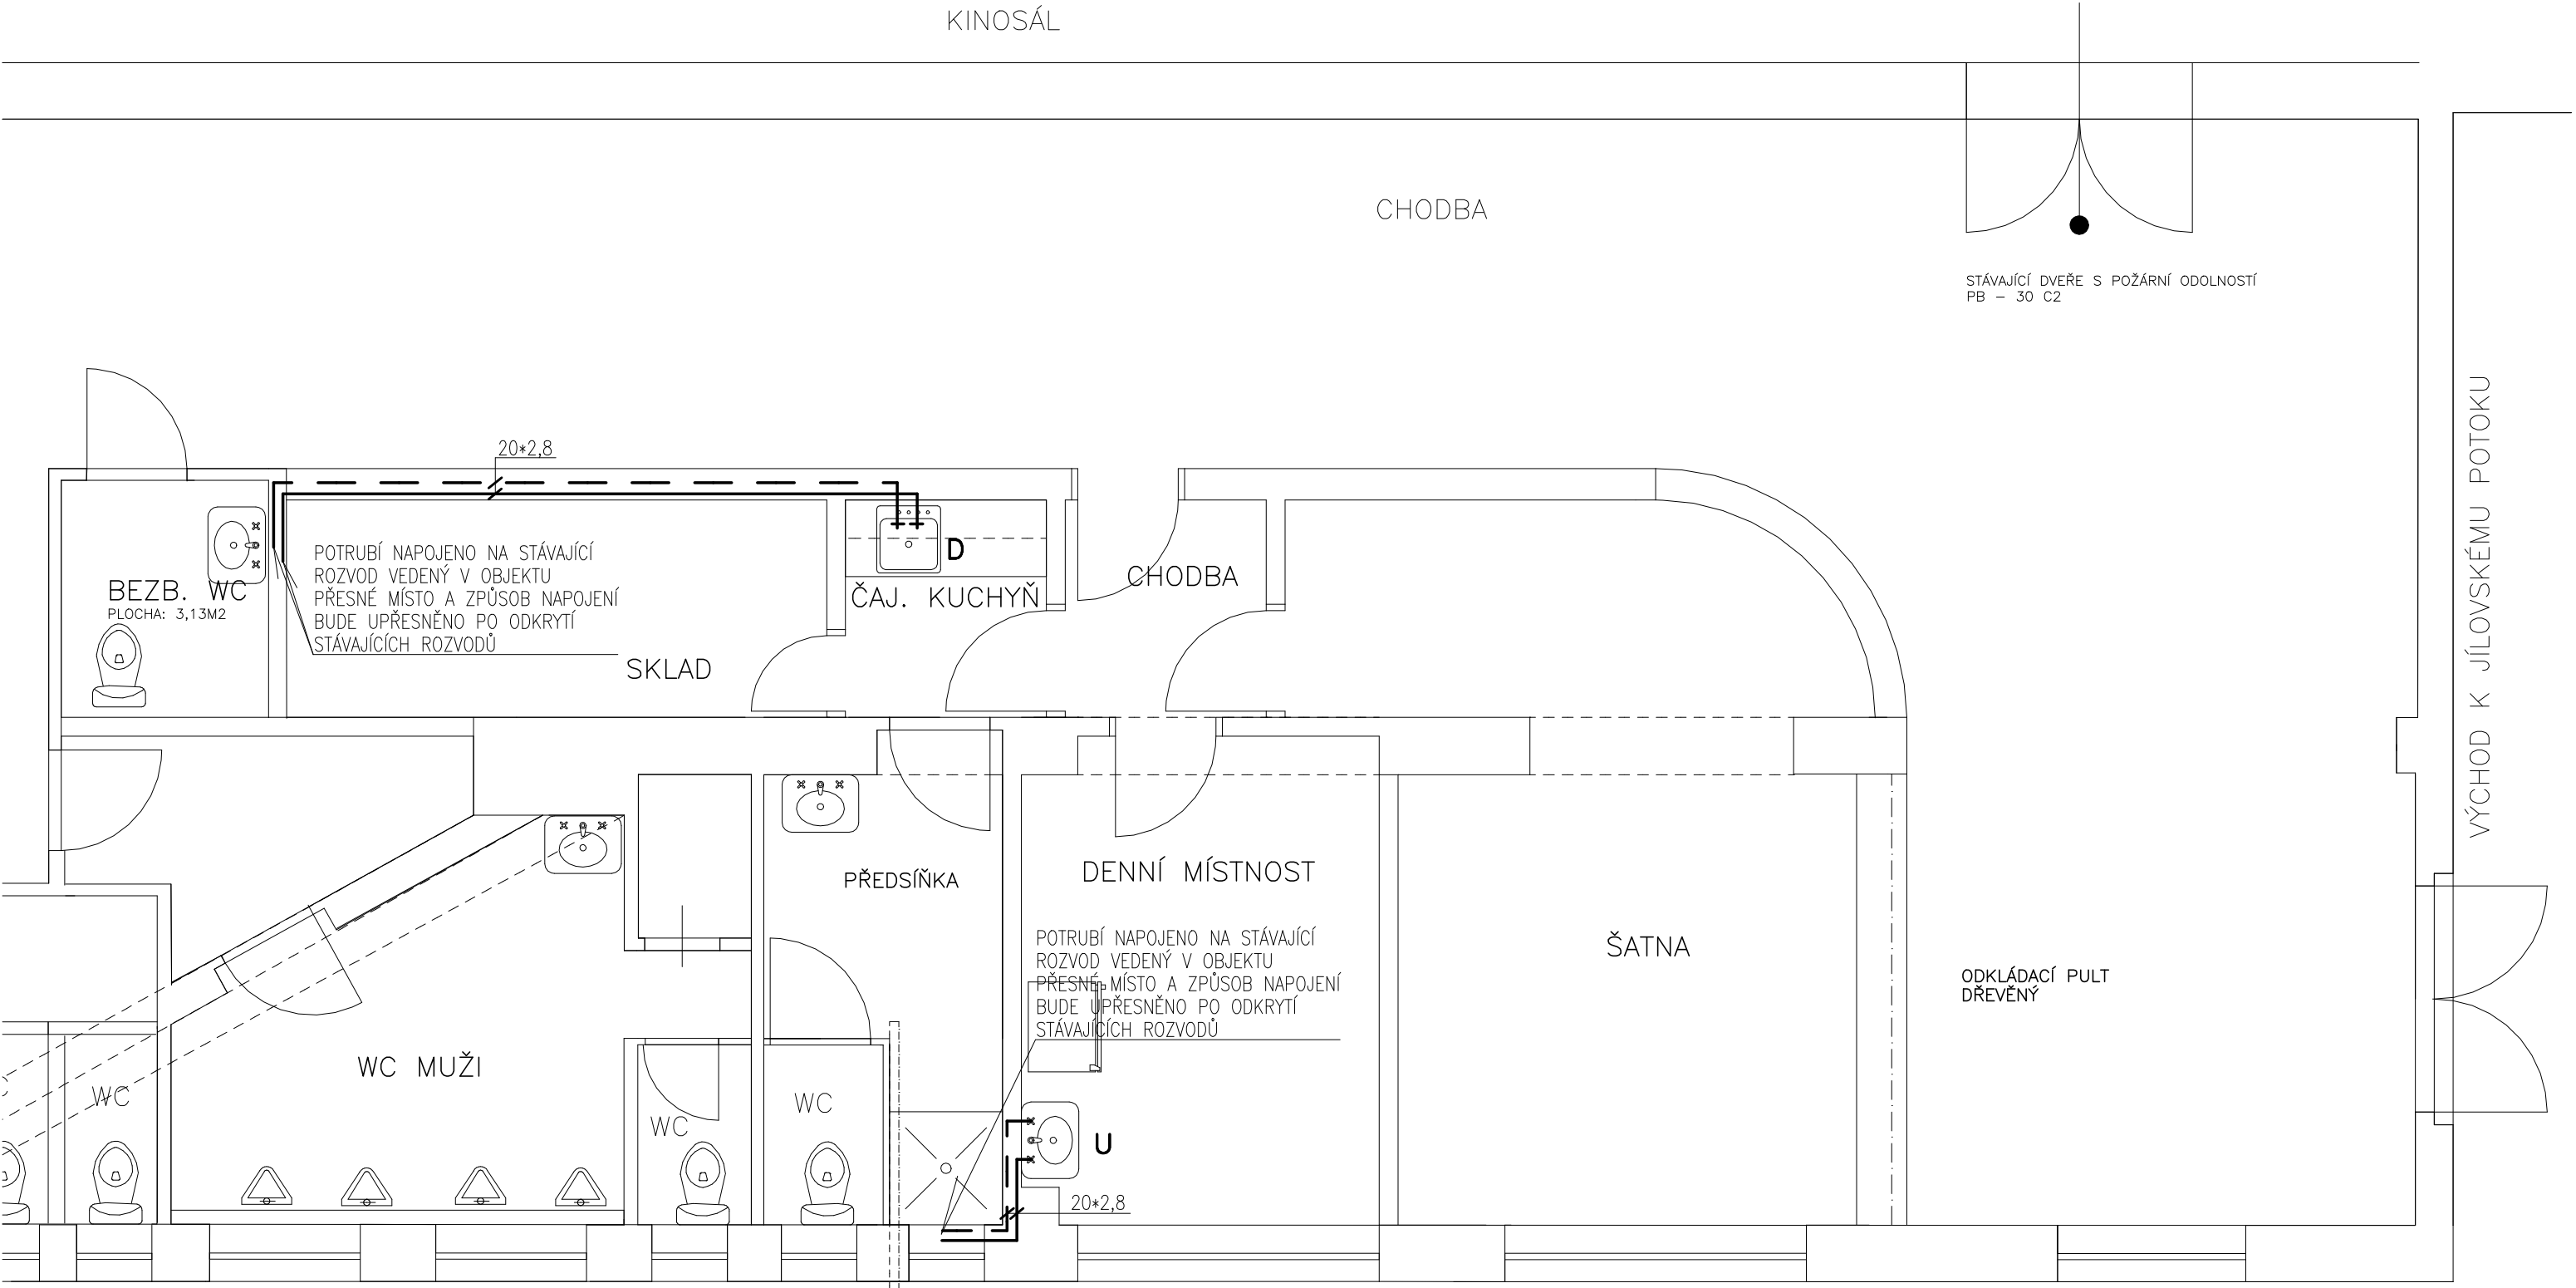 KINOSÁL
CHODBA
STÁVAJÍCÍ DVEŘE S POŽÁRNÍ ODOLNOSTÍ
PB – 30 C2
VÝCHOD K JÍLOVSKÉMU POTOKU
20*2,8
POTRUBÍ NAPOJENO NA STÁVAJÍCÍ
ROZVOD VEDENÝ V OBJEKTU
PŘESNÉ MÍSTO A ZPŮSOB NAPOJENÍ
BUDE UPŘESNĚNO PO ODKRYTÍ
STÁVAJÍCÍCH ROZVODŮ
D
BEZB. WC
PLOCHA: 3,13M2
ČAJ. KUCHYŇ
CHODBA
SKLAD
PŘEDSÍŇKA
DENNÍ MÍSTNOST
POTRUBÍ NAPOJENO NA STÁVAJÍCÍ
ROZVOD VEDENÝ V OBJEKTU
PŘESNÉ MÍSTO A ZPŮSOB NAPOJENÍ
BUDE UPŘESNĚNO PO ODKRYTÍ
STÁVAJÍCÍCH ROZVODŮ
ŠATNA
ODKLÁDACÍ PULT
DŘEVĚNÝ
WC MUŽI
WC
WC
WC
U
20*2,8